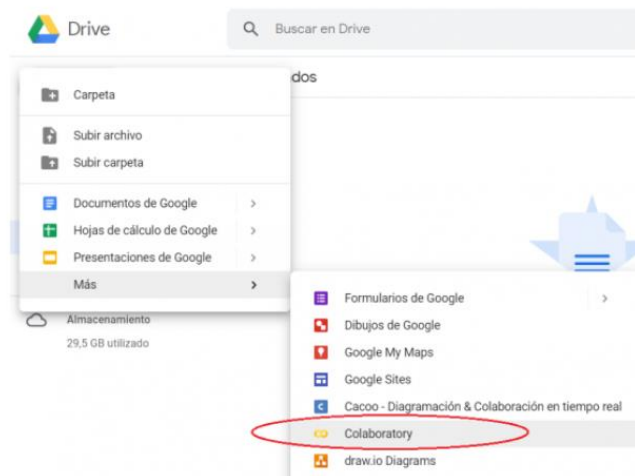 Drive
Buscar en Drive
dos
Carpeta
Subir archivo
Subir carpeta
Documentos de Google
Hojas de cálculo de Google
Presentaciones de Google
Más
Almacenamiento
29,5 GB utilizado
Formularios de Google
Dibujos de Google
Google My Maps
Google Sites
Cacoo - Diagramación & Colaboración en tiempo real
Colaboratory
draw.io Diagrams